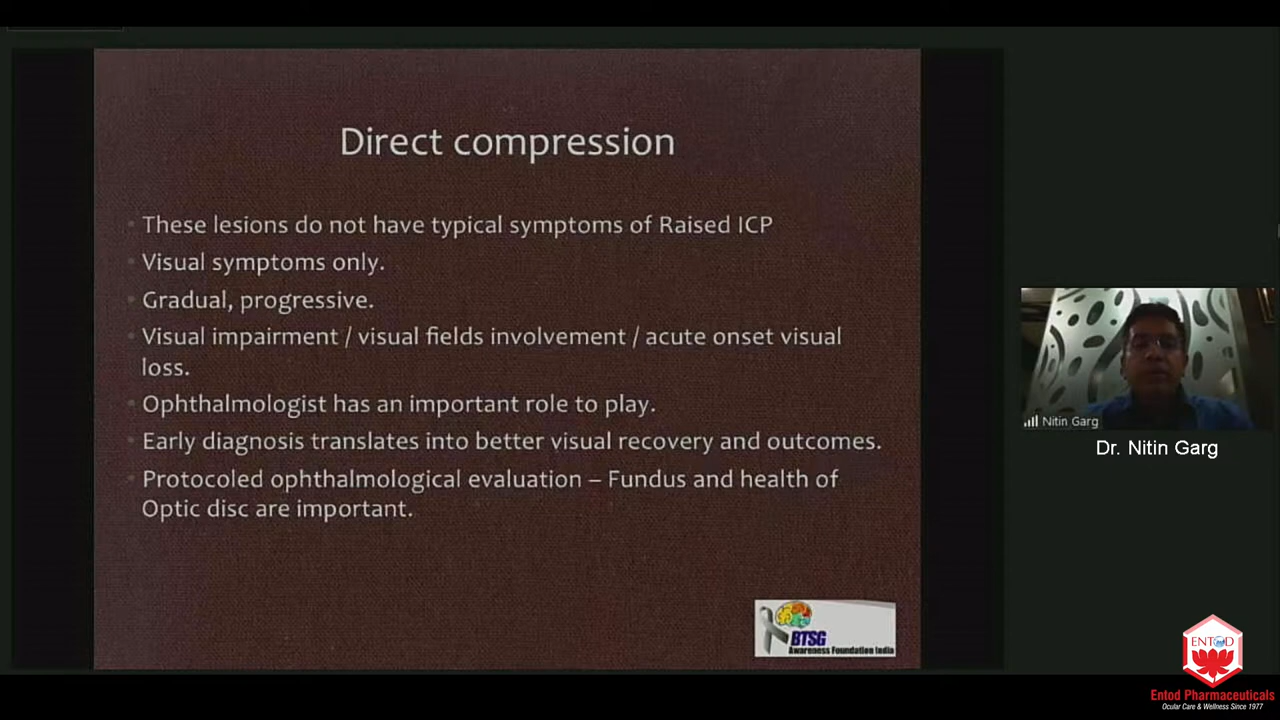 Direct compression
These lesions do not have typical symptoms of Raised ICP
Visual symptoms only.
Gradual, progressive.
Visual impairment / visual fields involvement / acute onset visual
loss.
Ophthalmologist has an important role to play.
Early diagnosis translates into better visual recovery and outcomes.
Protocoled ophthalmological evaluation – Fundus and health of
Optic disc are important.
BTSG
Awareness Foundation India
Nitin Garg
Dr. Nitin Garg
ENTOD
Entod Pharmaceuticals
Ocular Care & Wellness Since 1977